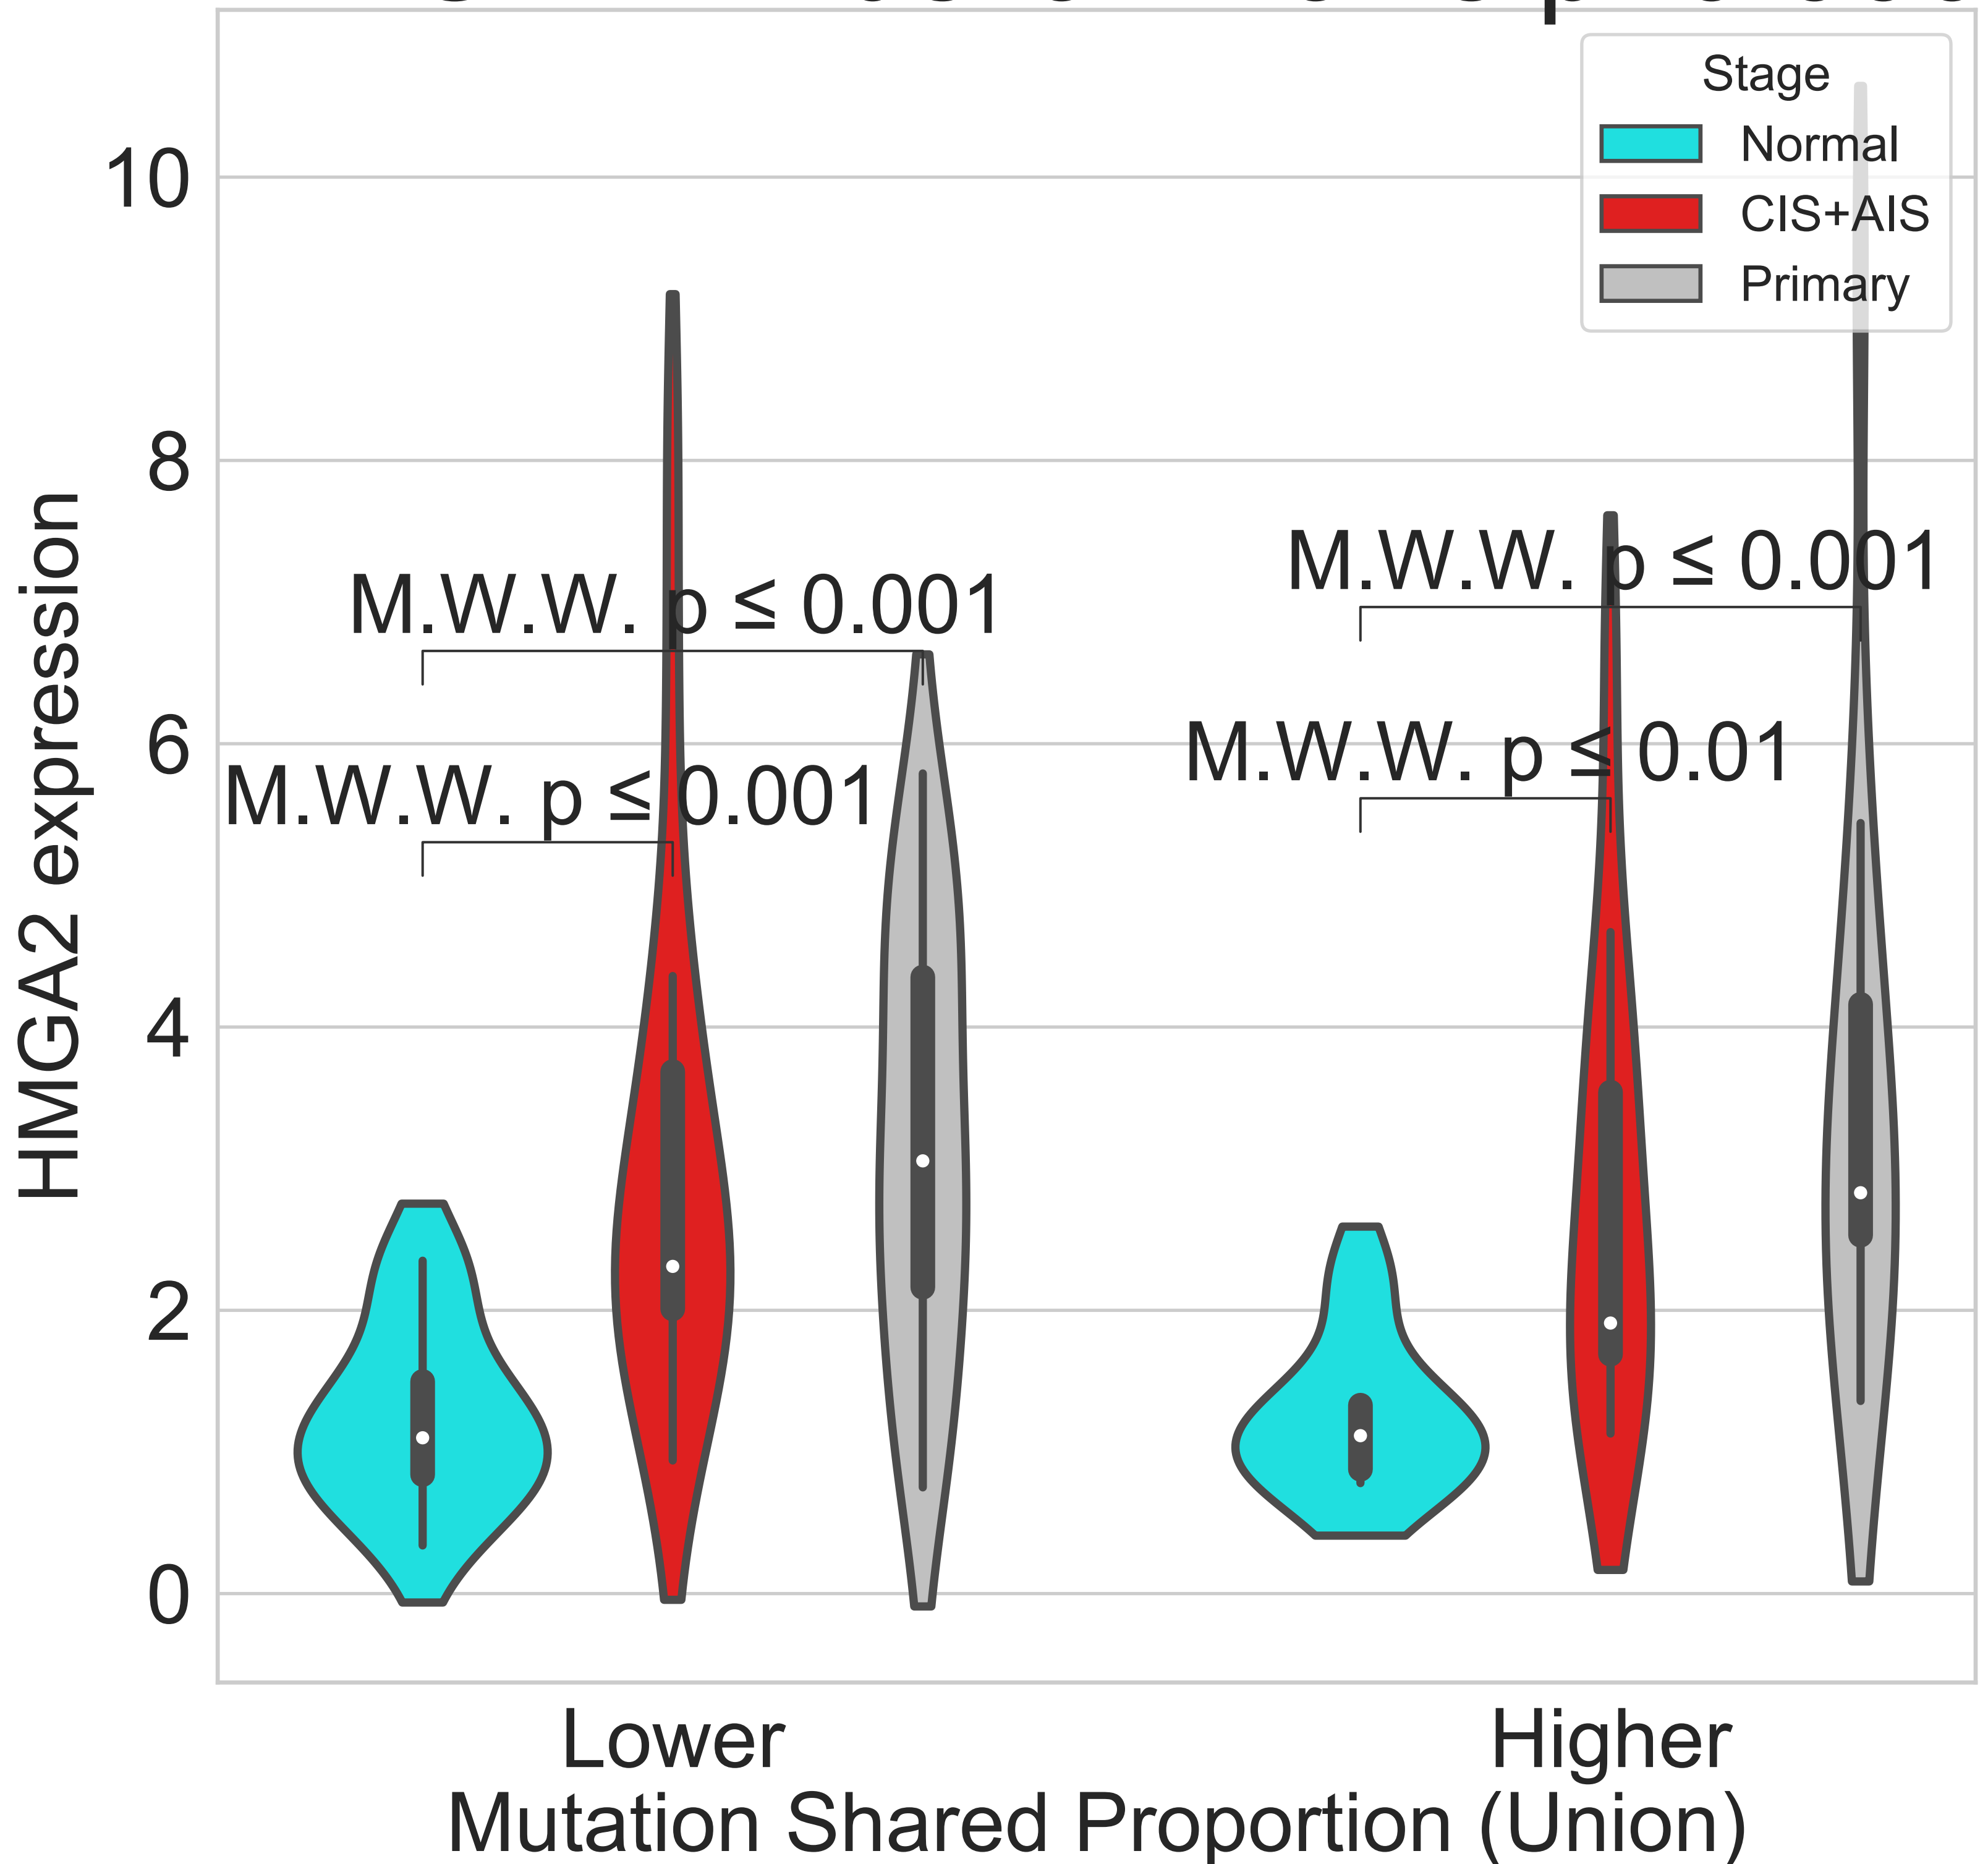 Stage
Normal
CIS+AIS
Primary
HMGA2 expression
10
8
6
4
2
0
M.W.W. p ≤ 0.001
M.W.W. p ≤ 0.001
M.W.W. p ≤ 0.001
M.W.W. p ≤ 0.01
Lower
Higher
Mutation Shared Proportion (Union)